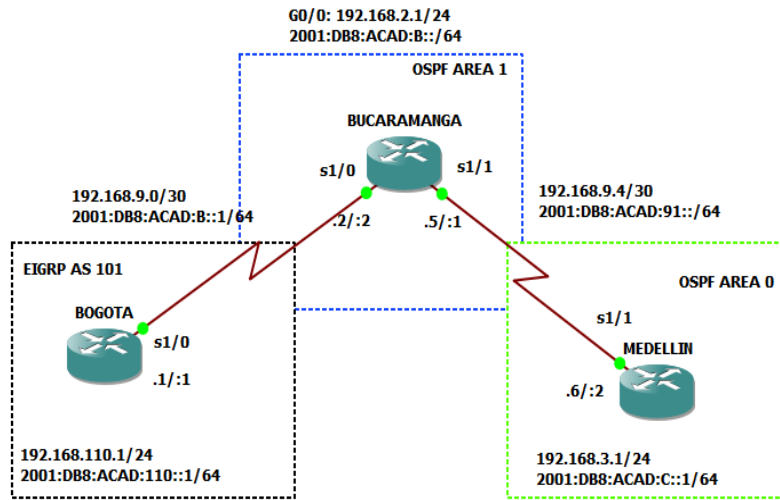 G0/0: 192.168.2.1/24
2001:DB8:ACAD:B::/64
OSPF AREA 1
BUCARAMANGA
s1/0
s1/1
192.168.9.0/30
2001:DB8:ACAD:B::1/64
192.168.9.4/30
2001:DB8:ACAD:91::/64
.2/:2
.5/:1
EIGRP AS 101
OSPF AREA 0
BOGOTA
s1/0
.1/:1
s1/1
MEDELLIN
.6/:2
192.168.110.1/24
2001:DB8:ACAD:110::1/64
192.168.3.1/24
2001:DB8:ACAD:C::1/64